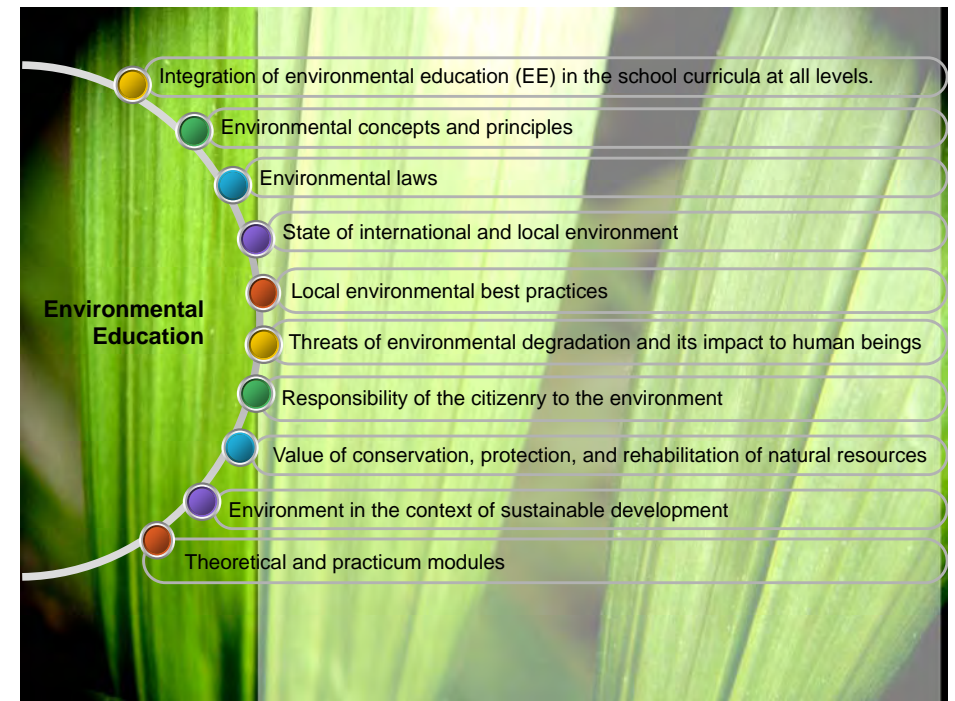 Integration of environmental education (EE) in the school curricula at all levels.
Environmental concepts and principles
Environmental laws
State of international and local environment
Local environmental best practices
Environmental
Education
Threats of environmental degradation and its impact to human beings
Responsibility of the citizenry to the environment
Value of conservation, protection, and rehabilitation of natural resources
Environment in the context of sustainable development
Theoretical and practicum modules